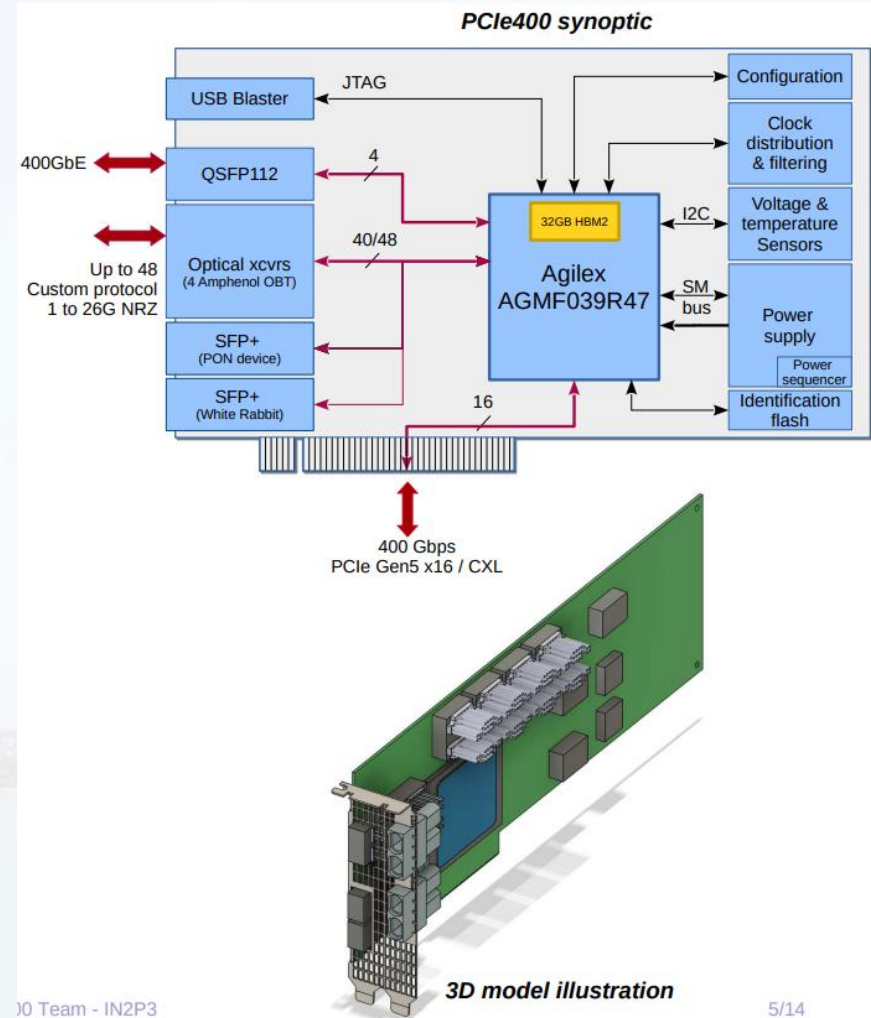 PCIe400 synoptic
USB Blaster
JTAG
Configuration
Clock
distribution
& filtering
400GbE
QSFP112
4
32GB HBM2
Agilex
AGMF039R47
I2C
Voltage &
temperature
Sensors
Up to 48
Custom protocol
1 to 26G NRZ
Optical xcvrs
(4 Amphenol OBT)
40/48
SM
bus
Power
supply
Power
sequencer
SFP+
(PON device)
SFP+
(White Rabbit)
16
Identification
flash
400 Gbps
PCIe Gen5 x16 / CXL
3D model illustration
00 Team - IN2P3
5/14